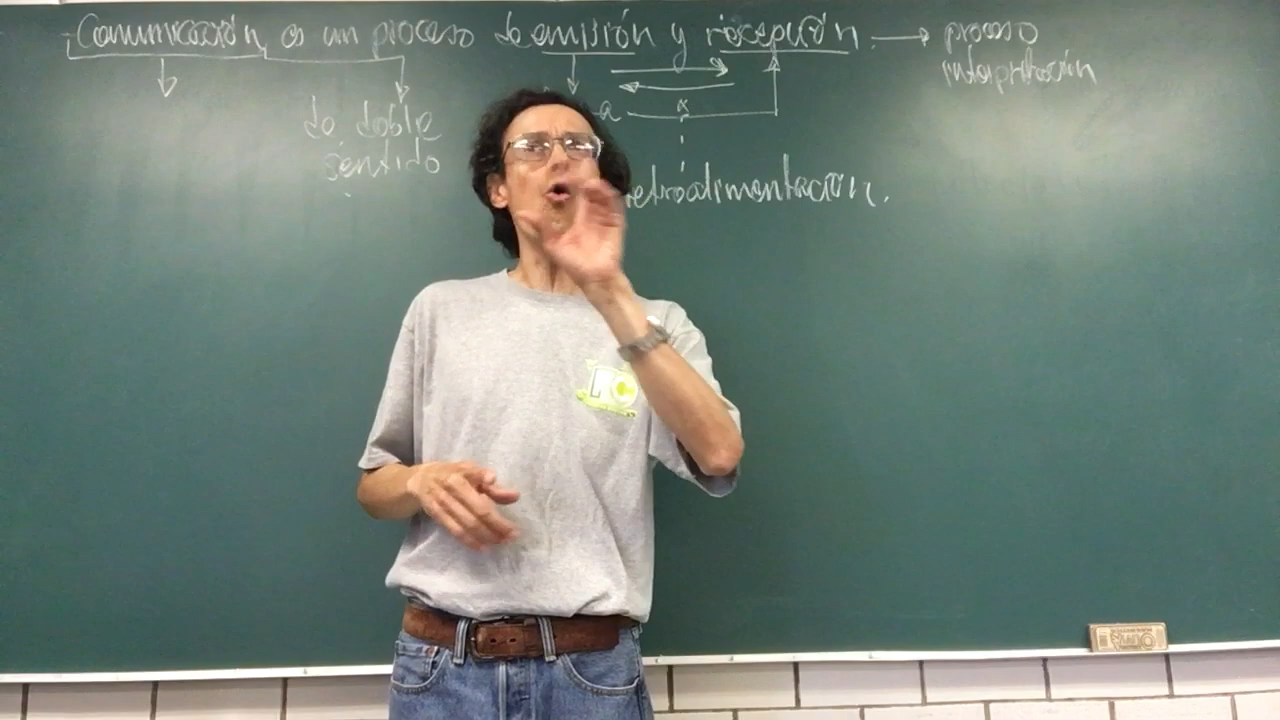 Comunicación, es un proceso de emisión y recepción. → proceso
interpretación
de doble
sentido
a
retroalimentación.